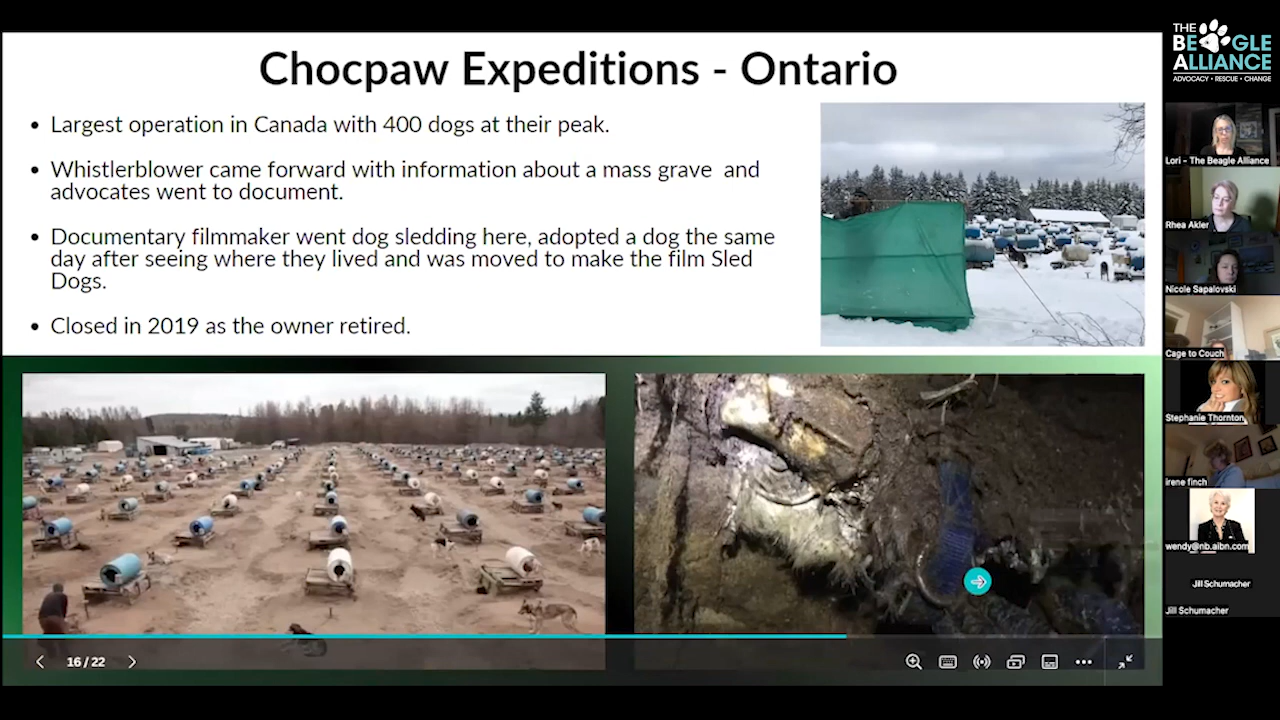 Chocpaw Expeditions - Ontario
• Largest operation in Canada with 400 dogs at their peak.
• Whistlerblower came forward with information about a mass grave and
advocates went to document.
• Documentary filmmaker went dog sledding here, adopted a dog the same
day after seeing where they lived and was moved to make the film Sled
Dogs.
• Closed in 2019 as the owner retired.
16 / 22
THE
BEAGLE
ALLIANCE
ADVOCACY • RESCUE • CHANGE
Lori - The Beagle Alliance
Rhea Akler
Nicole Sapalovski
Cage to Couch
Stephanie Thornton
irene finch
wendy@nb.aibn.com
Jill Schumacher
Jill Schumacher